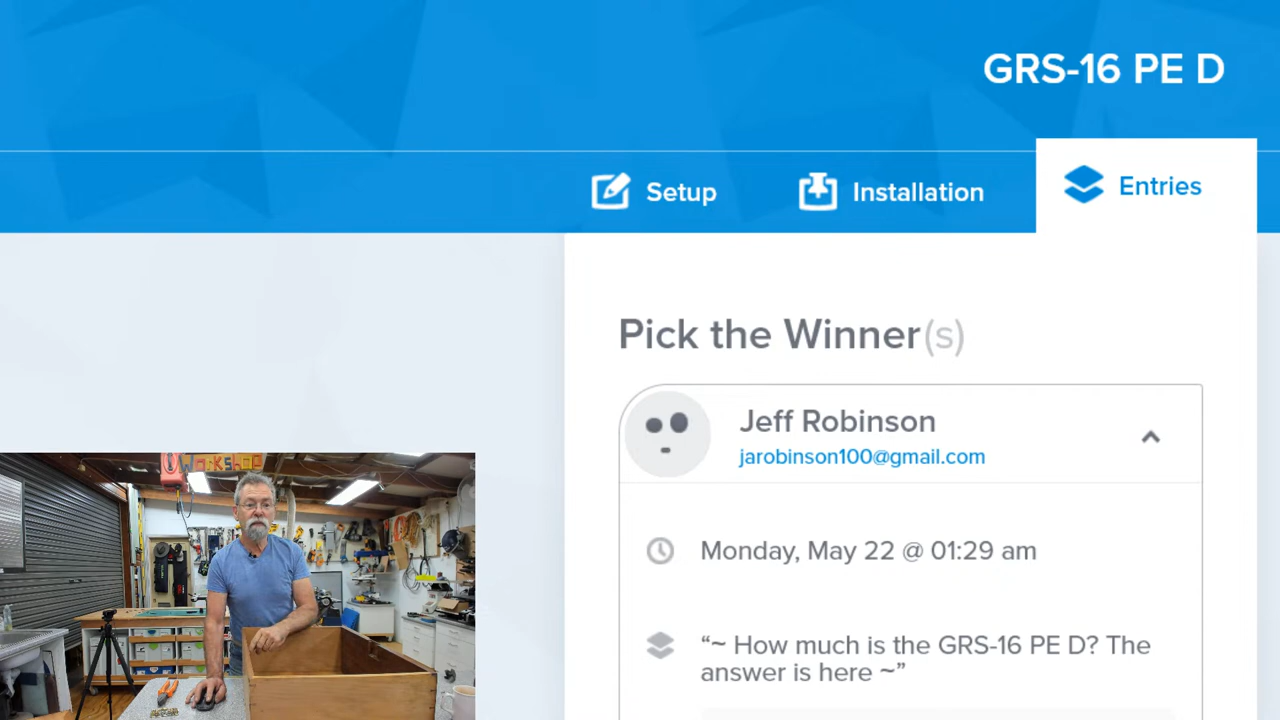 GRS-16 PE D
Setup
Installation
Entries
Pick the Winner(s)
Jeff Robinson
jarobinson100@gmail.com
Monday, May 22 @ 01:29 am
“~ How much is the GRS-16 PE D? The
answer is here ~”
WORKSHOP